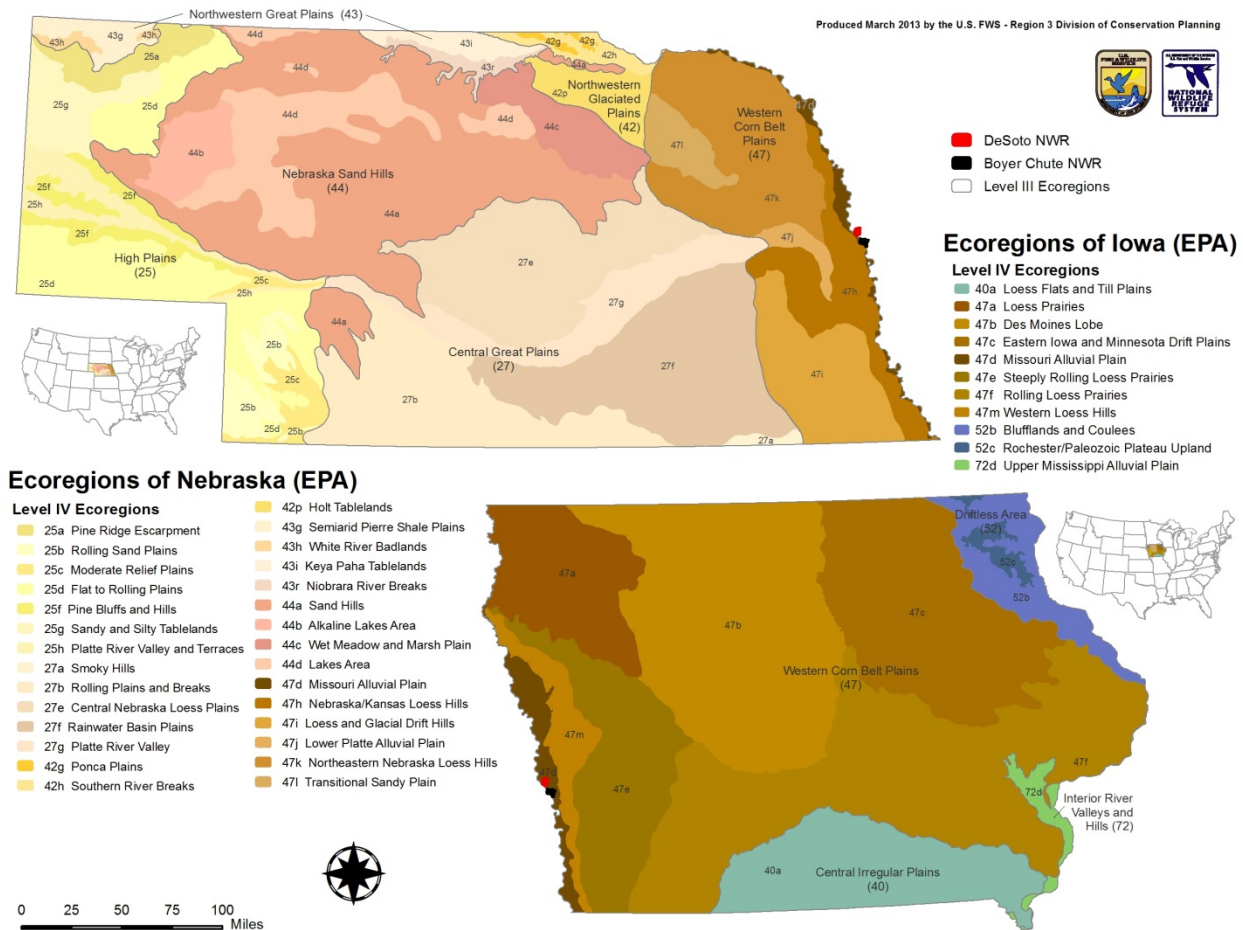 Northwestern Great Plains (43)
Produced March 2013 by the U.S. FWS - Region 3 Division of Conservation Planning
43h
43g
43h
44d
43i
42g
42g
42h
25a
44d
43r
44a
25g
25d
42p
Northwestern
Glaciated
Plains
(42)
47d
Western
Corn Belt
Plains
(47)
44d
44d
44c
44b
47l
Nebraska Sand Hills
(44)
25f
25h
25f
25f
44a
47k
47j
High Plains
(25)
27e
25d
25c
25h
27g
47h
44a
25b
Central Great Plains
(27)
27f
25c
47i
25b
27b
25d
25b
27a
U.S.
FISH & WILDLIFE
SERVICE
NATIONAL
WILDLIFE
REFUGE
SYSTEM
DeSoto NWR
Boyer Chute NWR
Level III Ecoregions
Ecoregions of Iowa (EPA)
Level IV Ecoregions
40a Loess Flats and Till Plains
47a Loess Prairies
47b Des Moines Lobe
47c Eastern Iowa and Minnesota Drift Plains
47d Missouri Alluvial Plain
47e Steeply Rolling Loess Prairies
47f Rolling Loess Prairies
47m Western Loess Hills
52b Blufflands and Coulees
52c Rochester/Paleozoic Plateau Upland
72d Upper Mississippi Alluvial Plain
Ecoregions of Nebraska (EPA)
Level IV Ecoregions
25a Pine Ridge Escarpment
25b Rolling Sand Plains
25c Moderate Relief Plains
25d Flat to Rolling Plains
25f Pine Bluffs and Hills
25g Sandy and Silty Tablelands
25h Platte River Valley and Terraces
27a Smoky Hills
27b Rolling Plains and Breaks
27e Central Nebraska Loess Plains
27f Rainwater Basin Plains
27g Platte River Valley
42g Ponca Plains
42h Southern River Breaks
42p Holt Tablelands
43g Semiarid Pierre Shale Plains
43h White River Badlands
43i Keya Paha Tablelands
43r Niobrara River Breaks
44a Sand Hills
44b Alkaline Lakes Area
44c Wet Meadow and Marsh Plain
44d Lakes Area
47d Missouri Alluvial Plain
47h Nebraska/Kansas Loess Hills
47i Loess and Glacial Drift Hills
47j Lower Platte Alluvial Plain
47k Northeastern Nebraska Loess Hills
47l Transitional Sandy Plain
Driftless Area
(52)
52c
52b
47a
47b
47c
Western Corn Belt Plains
(47)
47m
47d
47e
47f
72d
Interior River
Valleys and
Hills (72)
40a
Central Irregular Plains
(40)
0 25 50 75 100
Miles